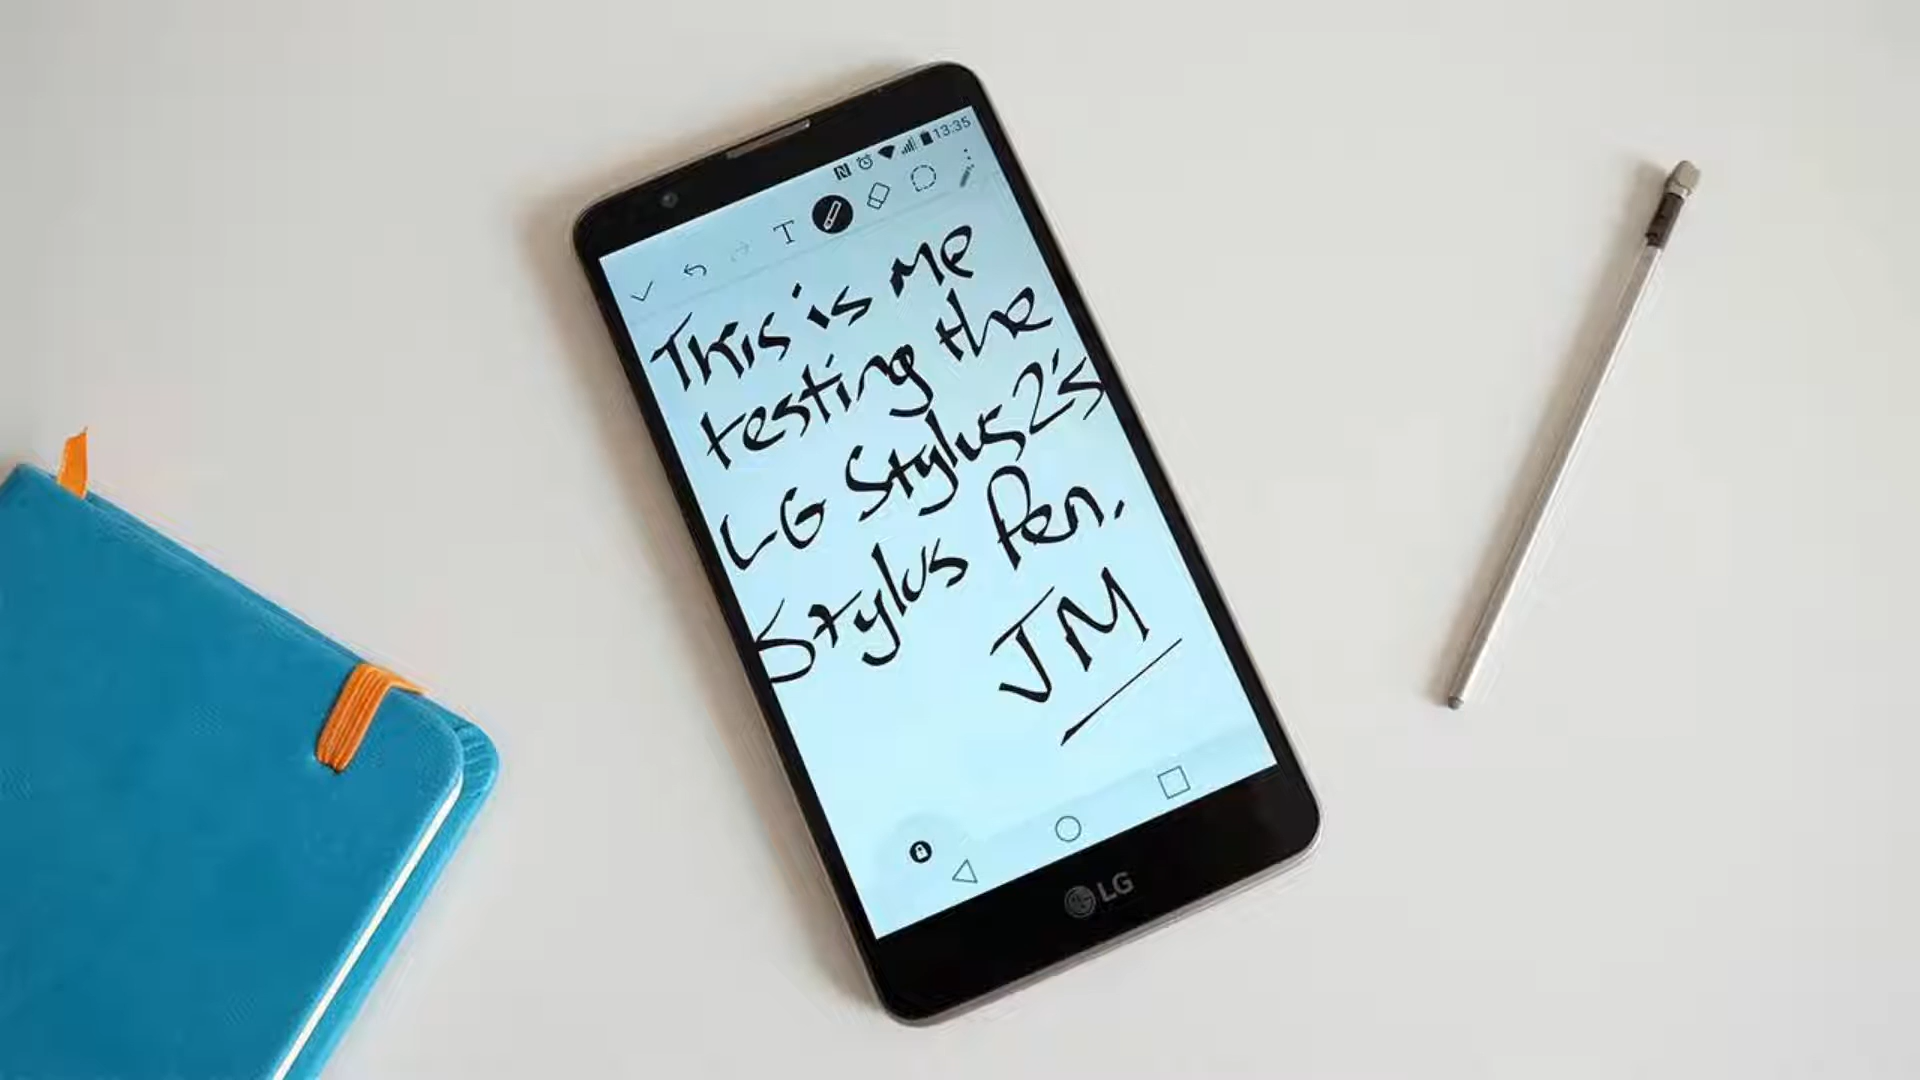 13:35
T
This is me
testing the
LG Stylus2's
Stylus Pen.
JM
LG